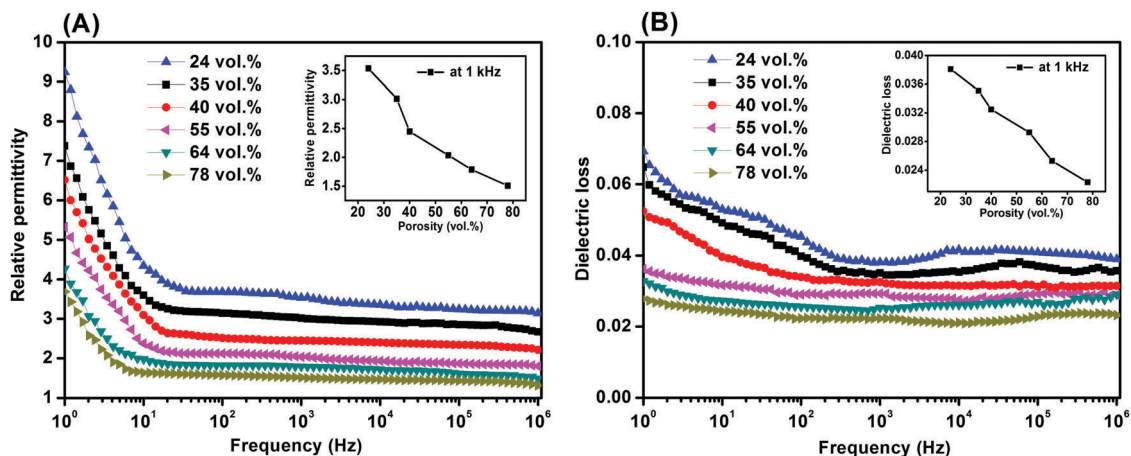 (A)
10
9
8
7
6
5
4
3
2
1
Relative permittivity
24 vol.%
35 vol.%
40 vol.%
55 vol.%
64 vol.%
78 vol.%
at 1 kHz
3.5
3.0
2.5
2.0
1.5
Relative permittivity
20 30 40 50 60 70 80
Porosity (vol.%)
10⁰ 10¹ 10² 10³ 10⁴ 10⁵ 10⁶
Frequency (Hz)
(B)
0.10
0.08
0.06
0.04
0.02
0.00
Dielectric loss
24 vol.%
35 vol.%
40 vol.%
55 vol.%
64 vol.%
78 vol.%
at 1 kHz
0.040
0.036
0.032
0.028
0.024
Dielectric loss
20 30 40 50 60 70 80
Porosity (vol.%)
10⁰ 10¹ 10² 10³ 10⁴ 10⁵ 10⁶
Frequency (Hz)